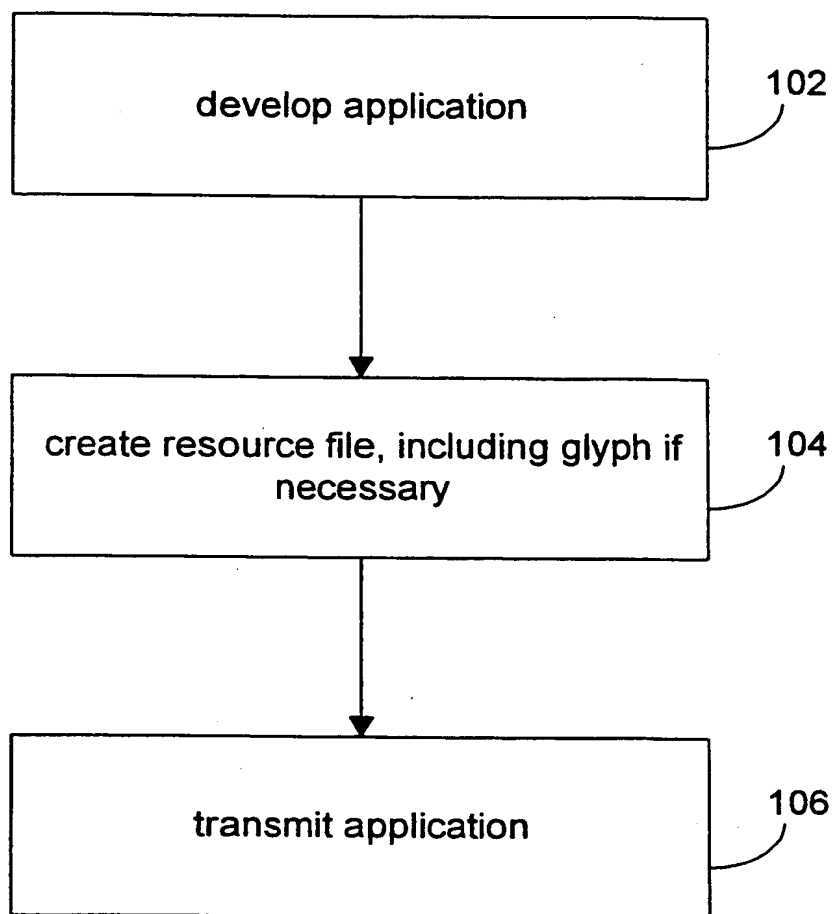 develop application
102
create resource file, including glyph if
necessary
104
transmit application
106